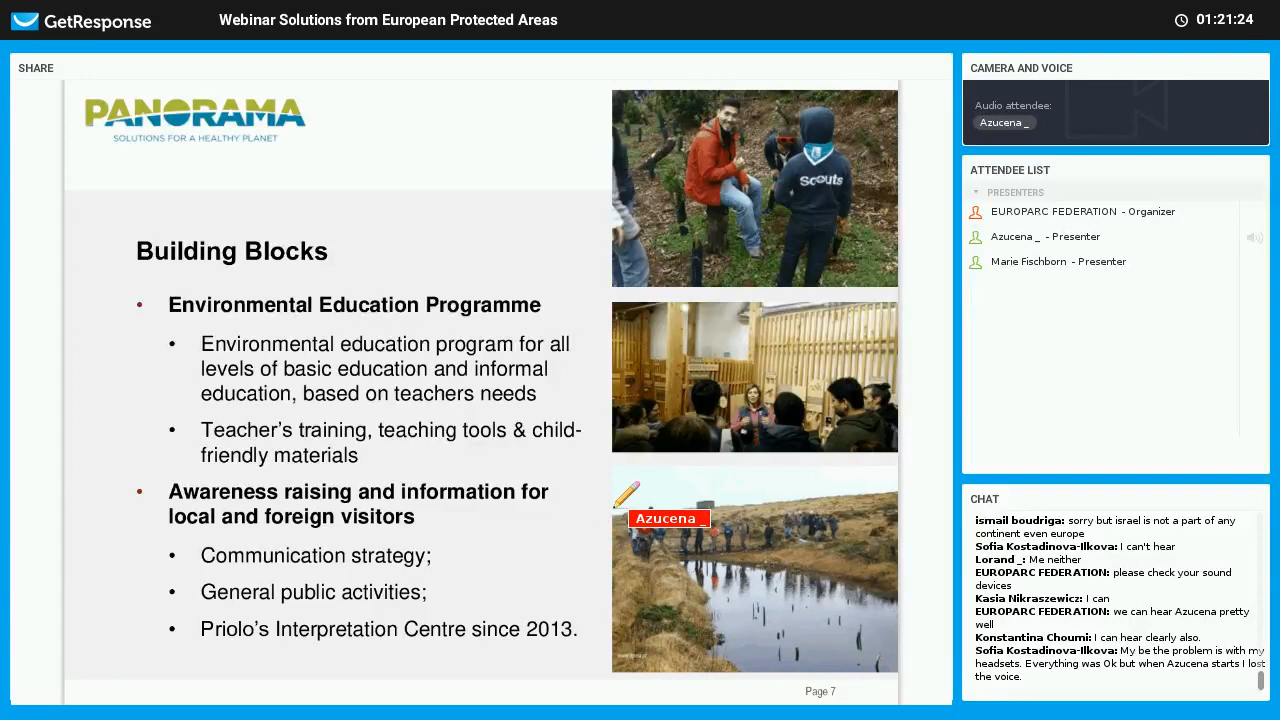 GetResponse
Webinar Solutions from European Protected Areas
01:21:24
SHARE
PANORAMA
SOLUTIONS FOR A HEALTHY PLANET
Scouts
Building Blocks
• Environmental Education Programme
• Environmental education program for all
levels of basic education and informal
education, based on teachers needs
• Teacher's training, teaching tools & child-
friendly materials
• Awareness raising and information for
local and foreign visitors
• Communication strategy;
• General public activities;
• Priolo's Interpretation Centre since 2013.
Azucena _
Page 7
CAMERA AND VOICE
Audio attendee:
Azucena _
ATTENDEE LIST
PRESENTERS
EUROPARC FEDERATION - Organizer
Azucena _ - Presenter
Marie Fischborn - Presenter
CHAT
ismail boudriga: sorry but israel is not a part of any
continent even europe
Sofia Kostadinova-Ilkova: I can't hear
Lorand _: Me neither
EUROPARC FEDERATION: please check your sound
devices
Kasia Nikraszewicz: I can
EUROPARC FEDERATION: we can hear Azucena pretty
well
Konstantina Choumi: I can hear clearly also.
Sofia Kostadinova-Ilkova: My be the problem is with my
headsets. Everything was Ok but when Azucena starts I lost
the voice.